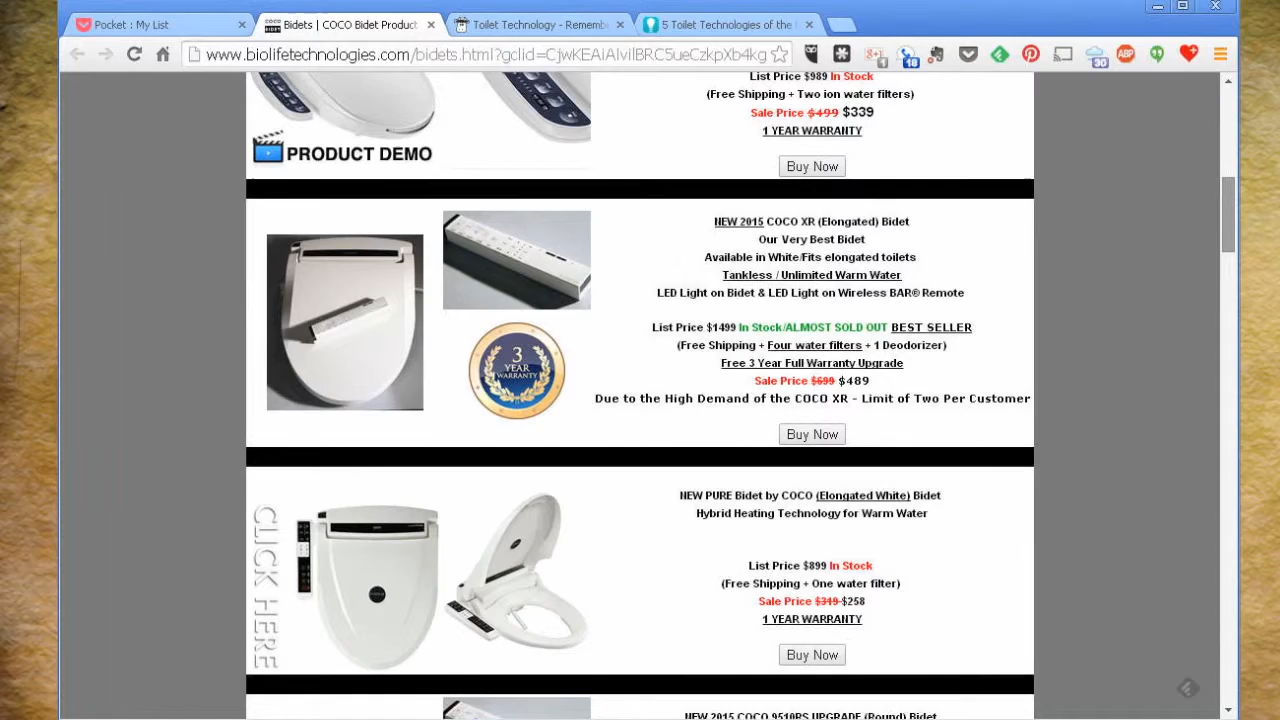 Pocket : My List
Bidets | COCO Bidet Product
Toilet Technology - Rememb
5 Toilet Technologies of the
www.biolifetechnologies.com/bidets.html?gclid=CjwKEAiAlvilBRC5ueCzkpXb4kg
List Price $989 In Stock
(Free Shipping + Two ion water filters)
Sale Price $499 $339
1 YEAR WARRANTY
PRODUCT DEMO
Buy Now
NEW 2015 COCO XR (Elongated) Bidet
Our Very Best Bidet
Available in White/Fits elongated toilets
Tankless / Unlimited Warm Water
LED Light on Bidet & LED Light on Wireless BAR® Remote
List Price $1499 In Stock/ALMOST SOLD OUT BEST SELLER
(Free Shipping + Four water filters + 1 Deodorizer)
Free 3 Year Full Warranty Upgrade
Sale Price $699 $489
Due to the High Demand of the COCO XR - Limit of Two Per Customer
3
YEAR
WARRANTY
Buy Now
NEW PURE Bidet by COCO (Elongated White) Bidet
Hybrid Heating Technology for Warm Water
CLICK HERE
List Price $899 In Stock
(Free Shipping + One water filter)
Sale Price $319 $258
1 YEAR WARRANTY
Buy Now
NEW 2015 COCO 9510RS UPGRADE (Round) Bidet